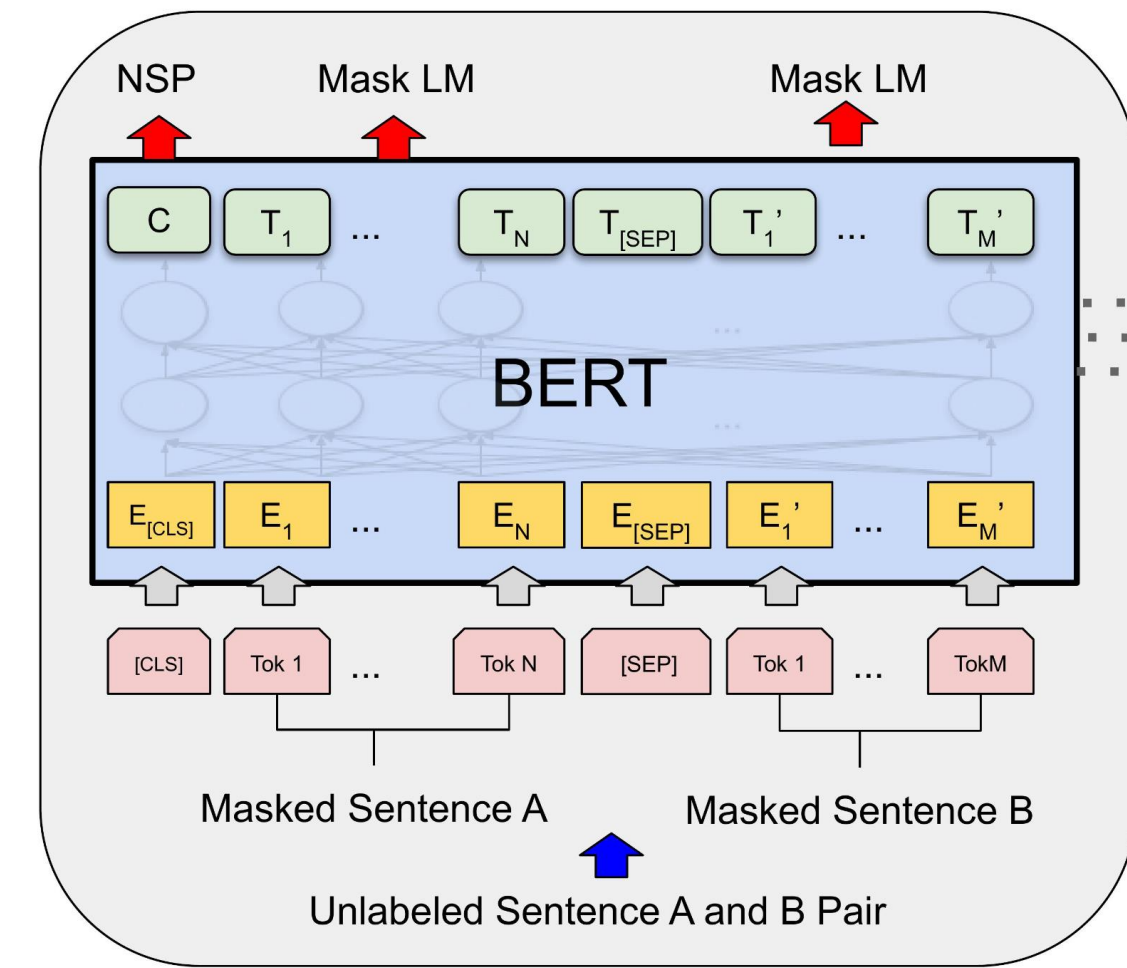 NSP Mask LM Mask LM
C T1 ... TN T[SEP] T1' ... TM'
...
BERT
...
E[CLS] E1 ... EN E[SEP] E1' ... EM'
[CLS] Tok 1 ... Tok N [SEP] Tok 1 ... TokM
Masked Sentence A Masked Sentence B
Unlabeled Sentence A and B Pair